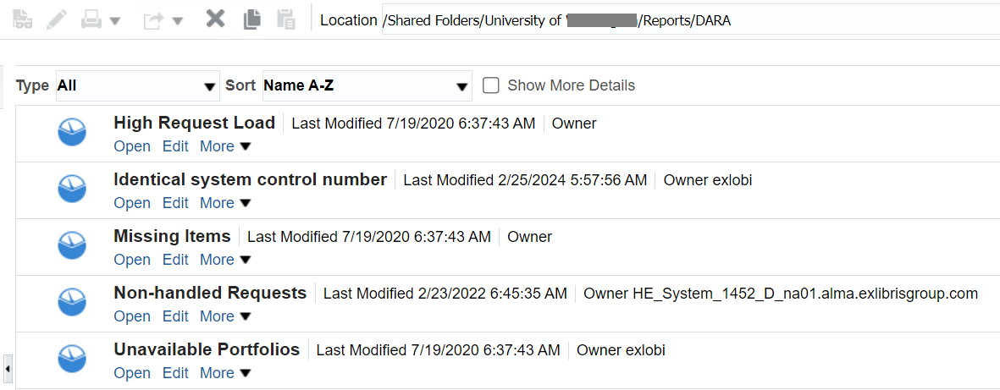 Location /Shared Folders/University of /Reports/DARA
Type All Sort Name A-Z Show More Details
High Request Load Last Modified 7/19/2020 6:37:43 AM Owner
Open Edit More
Identical system control number Last Modified 2/25/2024 5:57:56 AM Owner exlobi
Open Edit More
Missing Items Last Modified 7/19/2020 6:37:43 AM Owner
Open Edit More
Non-handled Requests Last Modified 2/23/2022 6:45:35 AM Owner HE_System_1452_D_na01.alma.exlibrisgroup.com
Open Edit More
Unavailable Portfolios Last Modified 7/19/2020 6:37:43 AM Owner exlobi
Open Edit More